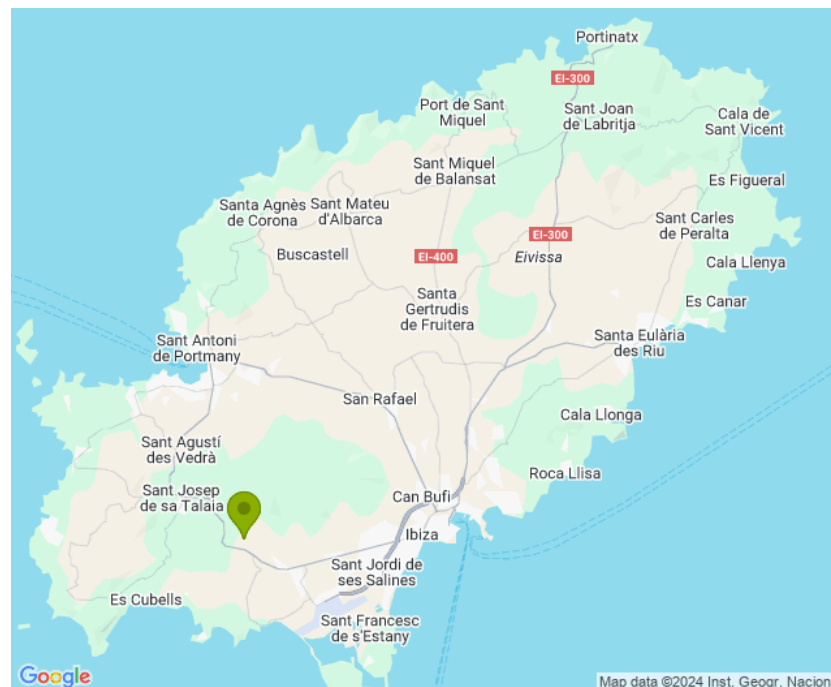 Portinatx
EI-300
Port de Sant
Miquel
Sant Joan
de Labritja
Cala de
Sant Vicent
Sant Miquel
de Balansat
Es Figueral
Santa Agnès
de Corona
Sant Mateu
d'Albarca
Sant Carles
de Peralta
EI-300
Buscastell
EI-400
Eivissa
Cala Llenya
Santa
Gertrudis
de Fruitera
Es Canar
Sant Antoni
de Portmany
Santa Eulària
des Riu
San Rafael
Cala Llonga
Sant Agustí
des Vedrà
Roca Llisa
Sant Josep
de sa Talaia
Can Bufi
Ibiza
Sant Jordi de
ses Salines
Es Cubells
Sant Francesc
de s'Estany
Google
Map data ©2024 Inst. Geogr. Nacion